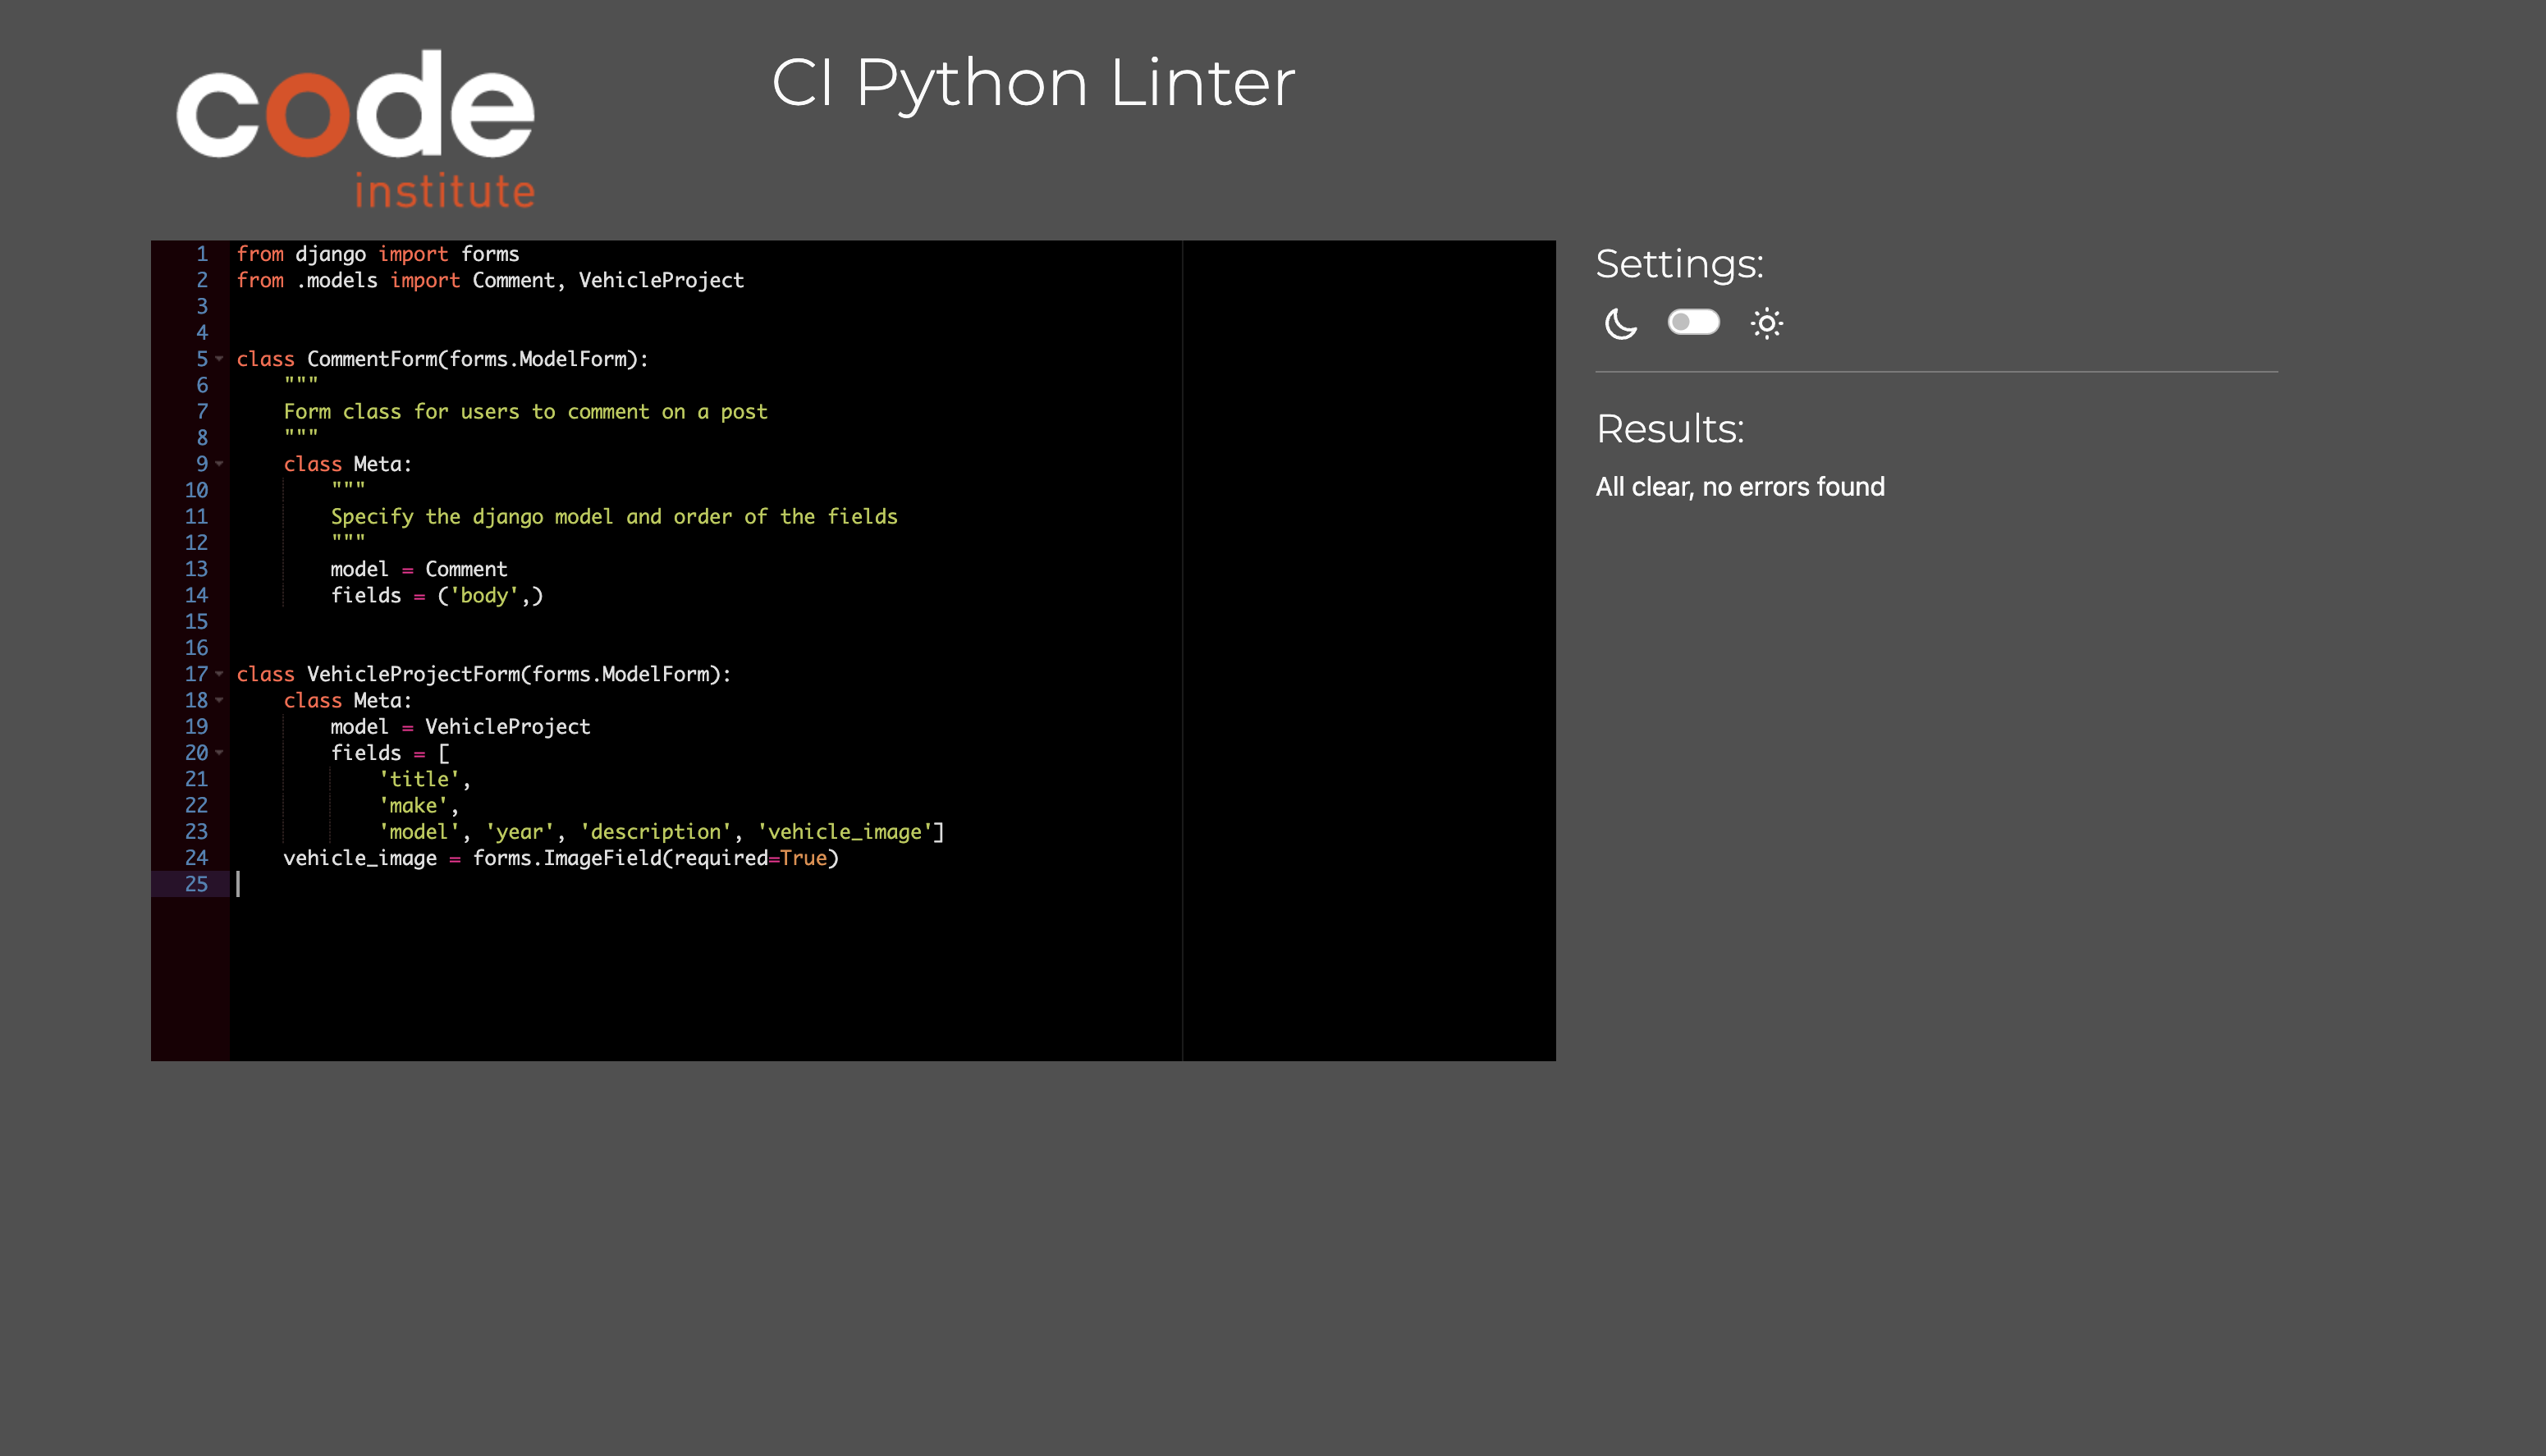 code
institute
CI Python Linter
1 from django import forms
2 from .models import Comment, VehicleProject
3
4
5 class CommentForm(forms.ModelForm):
6     """
7     Form class for users to comment on a post
8     """
9     class Meta:
10         """
11         Specify the django model and order of the fields
12         """
13         model = Comment
14         fields = ('body',)
15
16
17 class VehicleProjectForm(forms.ModelForm):
18     class Meta:
19         model = VehicleProject
20         fields = [
21             'title',
22             'make',
23             'model', 'year', 'description', 'vehicle_image']
24     vehicle_image = forms.ImageField(required=True)
25
Settings:
Results:
All clear, no errors found